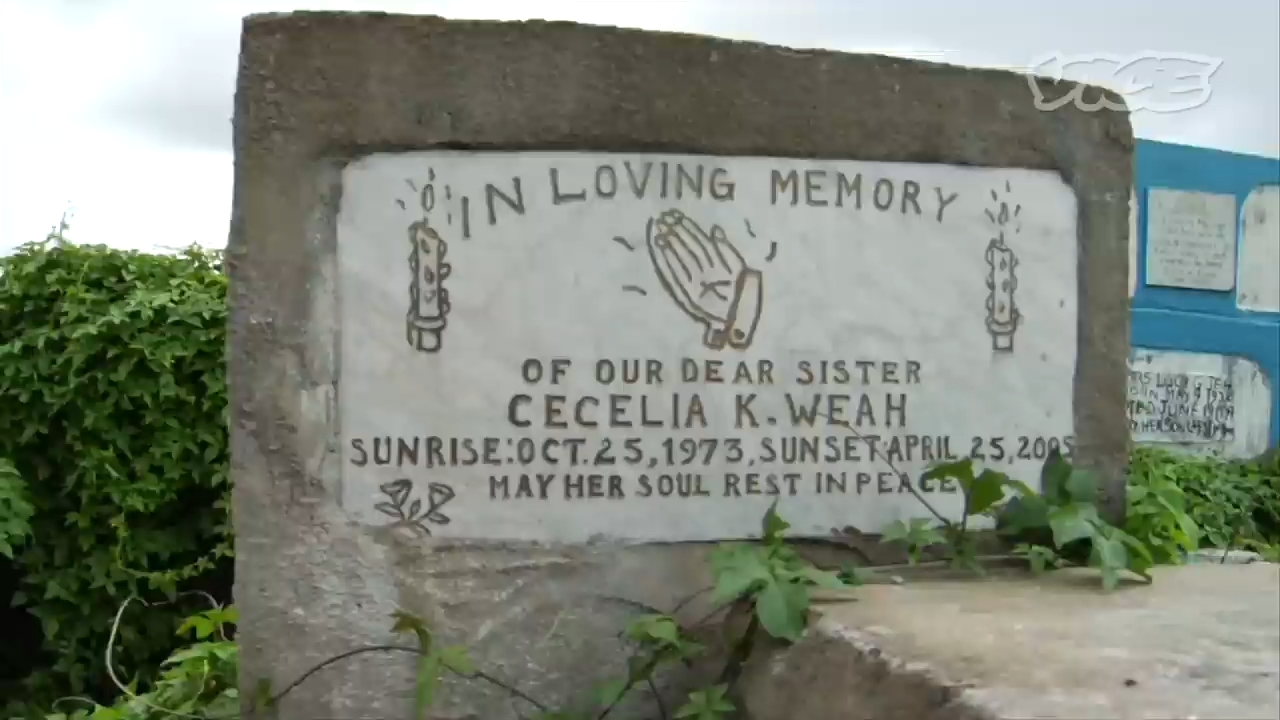 VICE
IN LOVING MEMORY
OF OUR DEAR SISTER
CECELIA K. WEAH
SUNRISE: OCT. 25, 1973, SUNSET APRIL 25, 2005
MAY HER SOUL REST IN PEACE